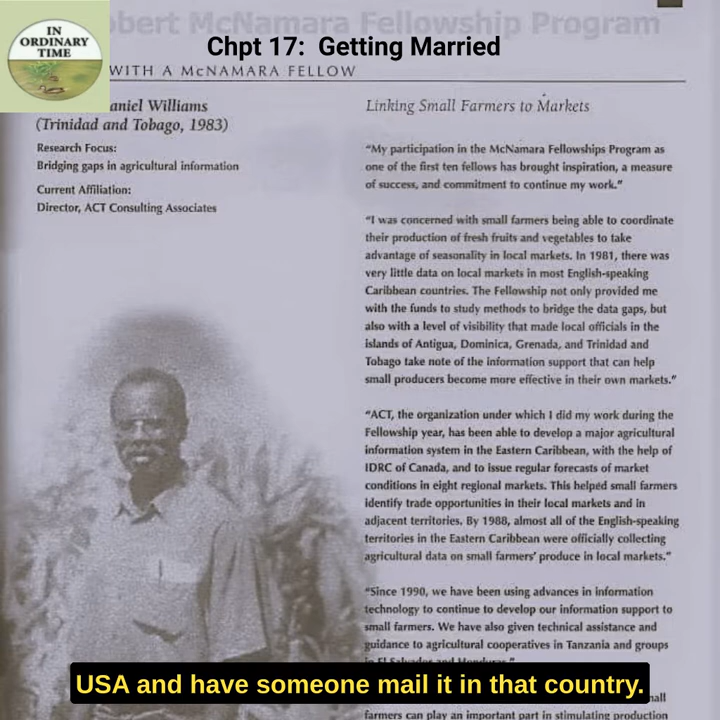 IN
ORDINARY
TIME
obert McNamara Fellowship Program
Chpt 17: Getting Married
WITH A McNAMARA FELLOW
aniel Williams
(Trinidad and Tobago, 1983)
Research Focus:
Bridging gaps in agricultural information
Current Affiliation:
Director, ACT Consulting Associates
Linking Small Farmers to Markets
“My participation in the McNamara Fellowships Program as
one of the first ten fellows has brought inspiration, a measure
of success, and commitment to continue my work.”
“I was concerned with small farmers being able to coordinate
their production of fresh fruits and vegetables to take
advantage of seasonality in local markets. In 1981, there was
very little data on local markets in most English-speaking
Caribbean countries. The Fellowship not only provided me
with the funds to study methods to bridge the data gaps, but
also with a level of visibility that made local officials in the
islands of Antigua, Dominica, Grenada, and Trinidad and
Tobago take note of the information support that can help
small producers become more effective in their own markets.”
“ACT, the organization under which I did my work during the
Fellowship year, has been able to develop a major agricultural
information system in the Eastern Caribbean, with the help of
IDRC of Canada, and to issue regular forecasts of market
conditions in eight regional markets. This helped small farmers
identify trade opportunities in their local markets and in
adjacent territories. By 1988, almost all of the English-speaking
territories in the Eastern Caribbean were officially collecting
agricultural data on small farmers’ produce in local markets.”
“Since 1990, we have been using advances in information
technology to continue to develop our information support to
small farmers. We have also given technical assistance and
guidance to agricultural cooperatives in Tanzania and groups
in El Salvador and Honduras.”
USA and have someone mail it in that country.
farmers can play an important part in stimulating production